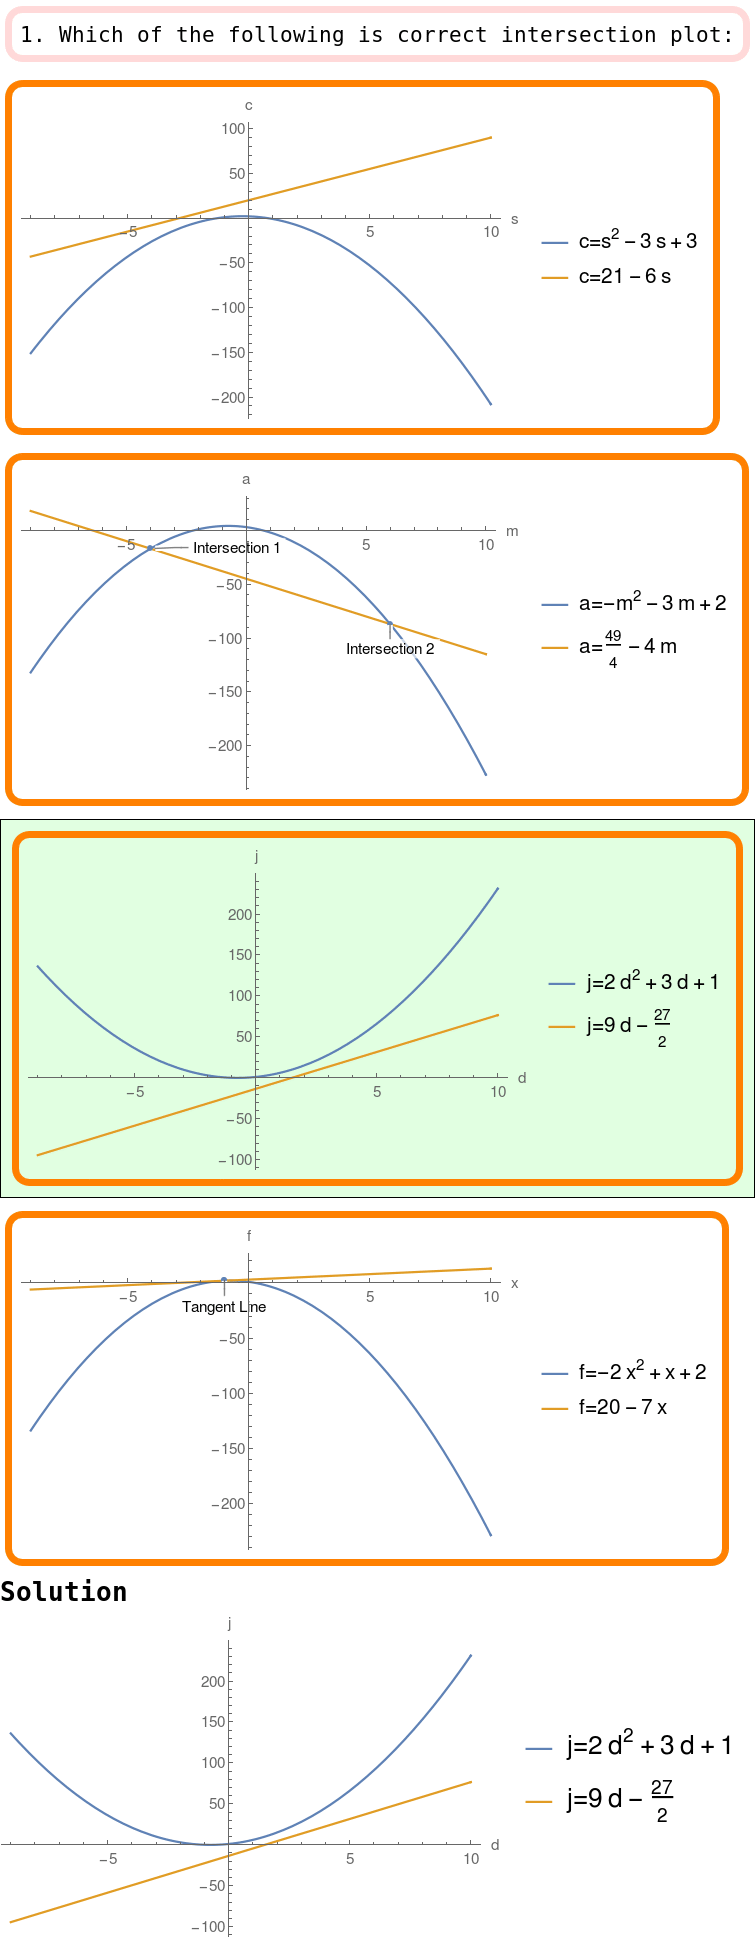 1. Which of the following is correct intersection plot:
c
100
50
−5 5 10 s
−50
−100
−150
−200
c=s² − 3 s + 3
c=21 − 6 s
a
−5 5 10 m
Intersection 1
−50
−100
Intersection 2
−150
−200
a=−m² − 3 m + 2
a=49/4 − 4 m
j
200
150
100
50
−5 5 10 d
−50
−100
j=2 d² + 3 d + 1
j=9 d − 27/2
f
−5 5 10 x
Tangent Line
−50
−100
−150
−200
f=−2 x² + x + 2
f=20 − 7 x
Solution
j
200
150
100
50
−5 5 10 d
−50
−100
j=2 d² + 3 d + 1
j=9 d − 27/2